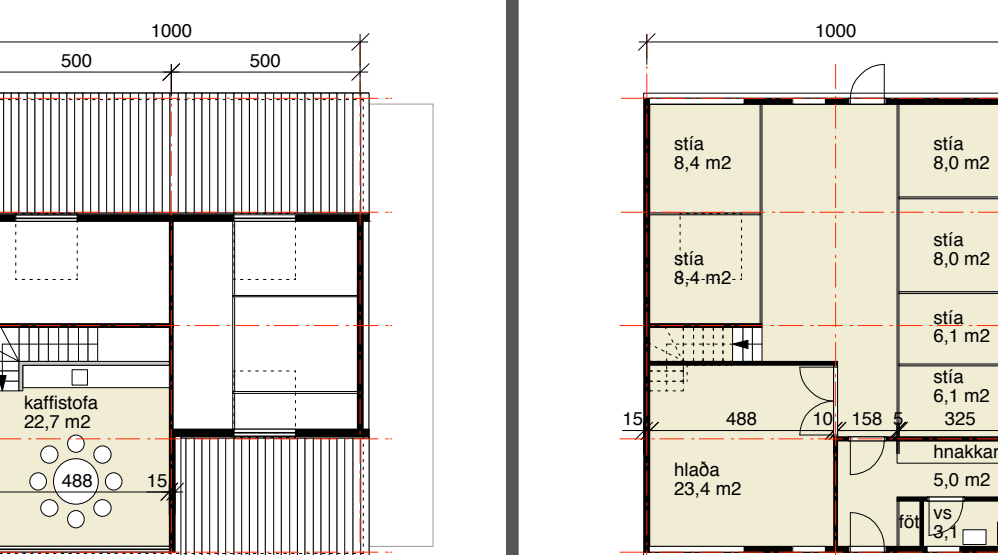 1000
500
500
kaffistofa
22,7 m2
488
15
1000
stía
8,4 m2
stía
8,0 m2
stía
8,4 m2
stía
8,0 m2
stía
6,1 m2
stía
6,1 m2
15
488
10
158
5
325
hlaða
23,4 m2
hnakkar
5,0 m2
föt
vs
3,1